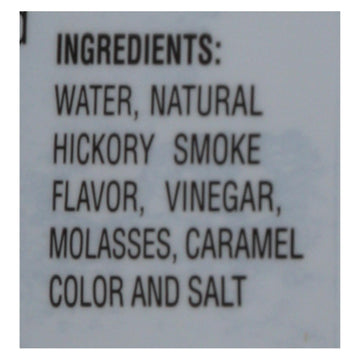 INGREDIENTS:
WATER, NATURAL
HICKORY SMOKE
FLAVOR, VINEGAR,
MOLASSES, CARAMEL
COLOR AND SALT